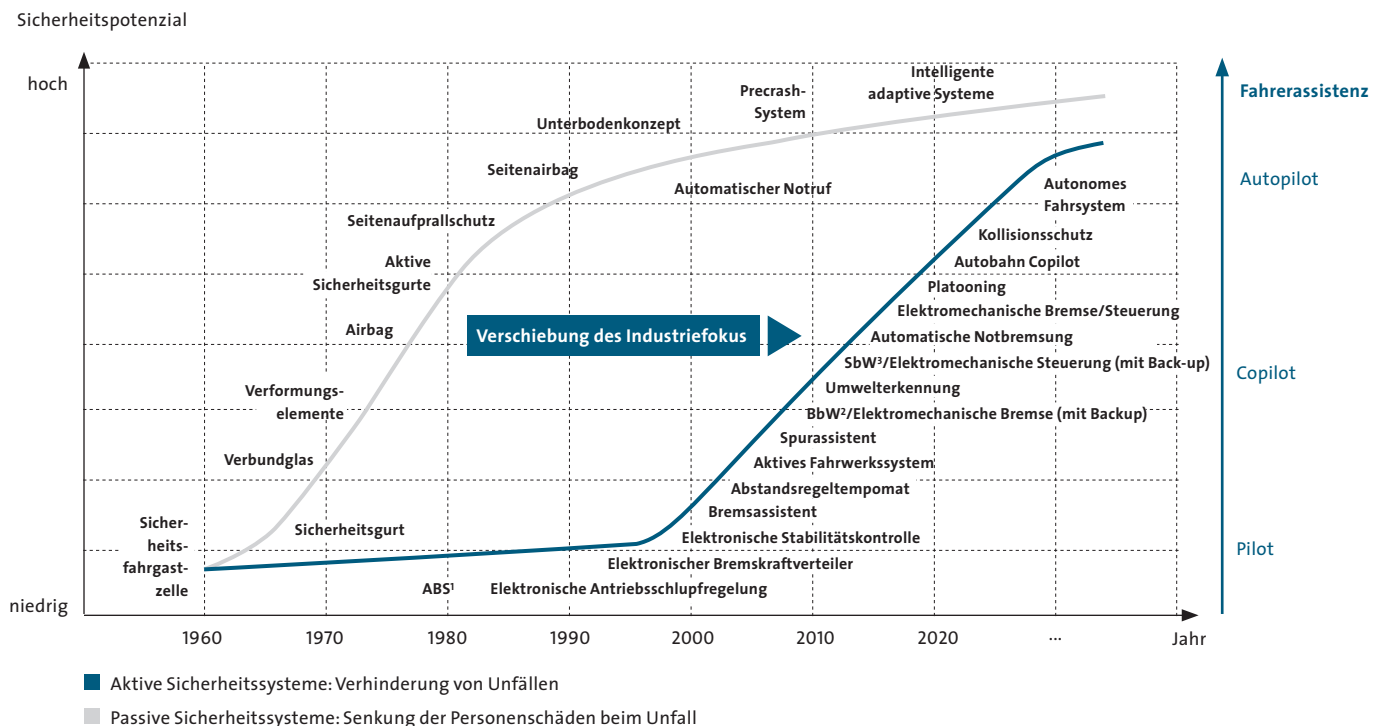 Sicherheitspotenzial
hoch
niedrig
Intelligente
adaptive Systeme
Precrash-
System
Unterbodenkonzept
Seitenairbag
Automatischer Notruf
Seitenaufprallschutz
Aktive
Sicherheitsgurte
Airbag
Verformungs-
elemente
Verbundglas
Sicherheitsgurt
Sicher-
heits-
fahrgast-
zelle
Verschiebung des Industriefokus
Autonomes
Fahrsystem
Kollisionsschutz
Autobahn Copilot
Platooning
Elektromechanische Bremse/Steuerung
Automatische Notbremsung
SbW³/Elektromechanische Steuerung (mit Back-up)
Umwelterkennung
BbW²/Elektromechanische Bremse (mit Backup)
Spurassistent
Aktives Fahrwerkssystem
Abstandsregeltempomat
Bremsassistent
Elektronische Stabilitätskontrolle
Elektronischer Bremskraftverteiler
ABS¹
Elektronische Antriebsschlupfregelung
Fahrerassistenz
Autopilot
Copilot
Pilot
1960 1970 1980 1990 2000 2010 2020 ... Jahr
Aktive Sicherheitssysteme: Verhinderung von Unfällen
Passive Sicherheitssysteme: Senkung der Personenschäden beim Unfall